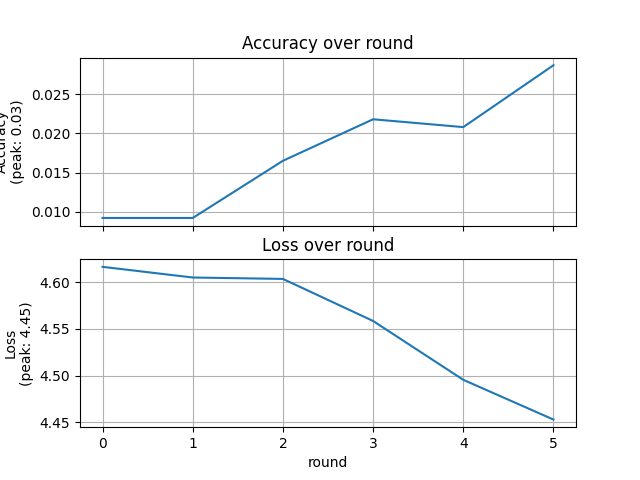 Accuracy over round
Accuracy
(peak: 0.03)
0.025
0.020
0.015
0.010
Loss over round
Loss
(peak: 4.45)
4.60
4.55
4.50
4.45
0 1 2 3 4 5
round